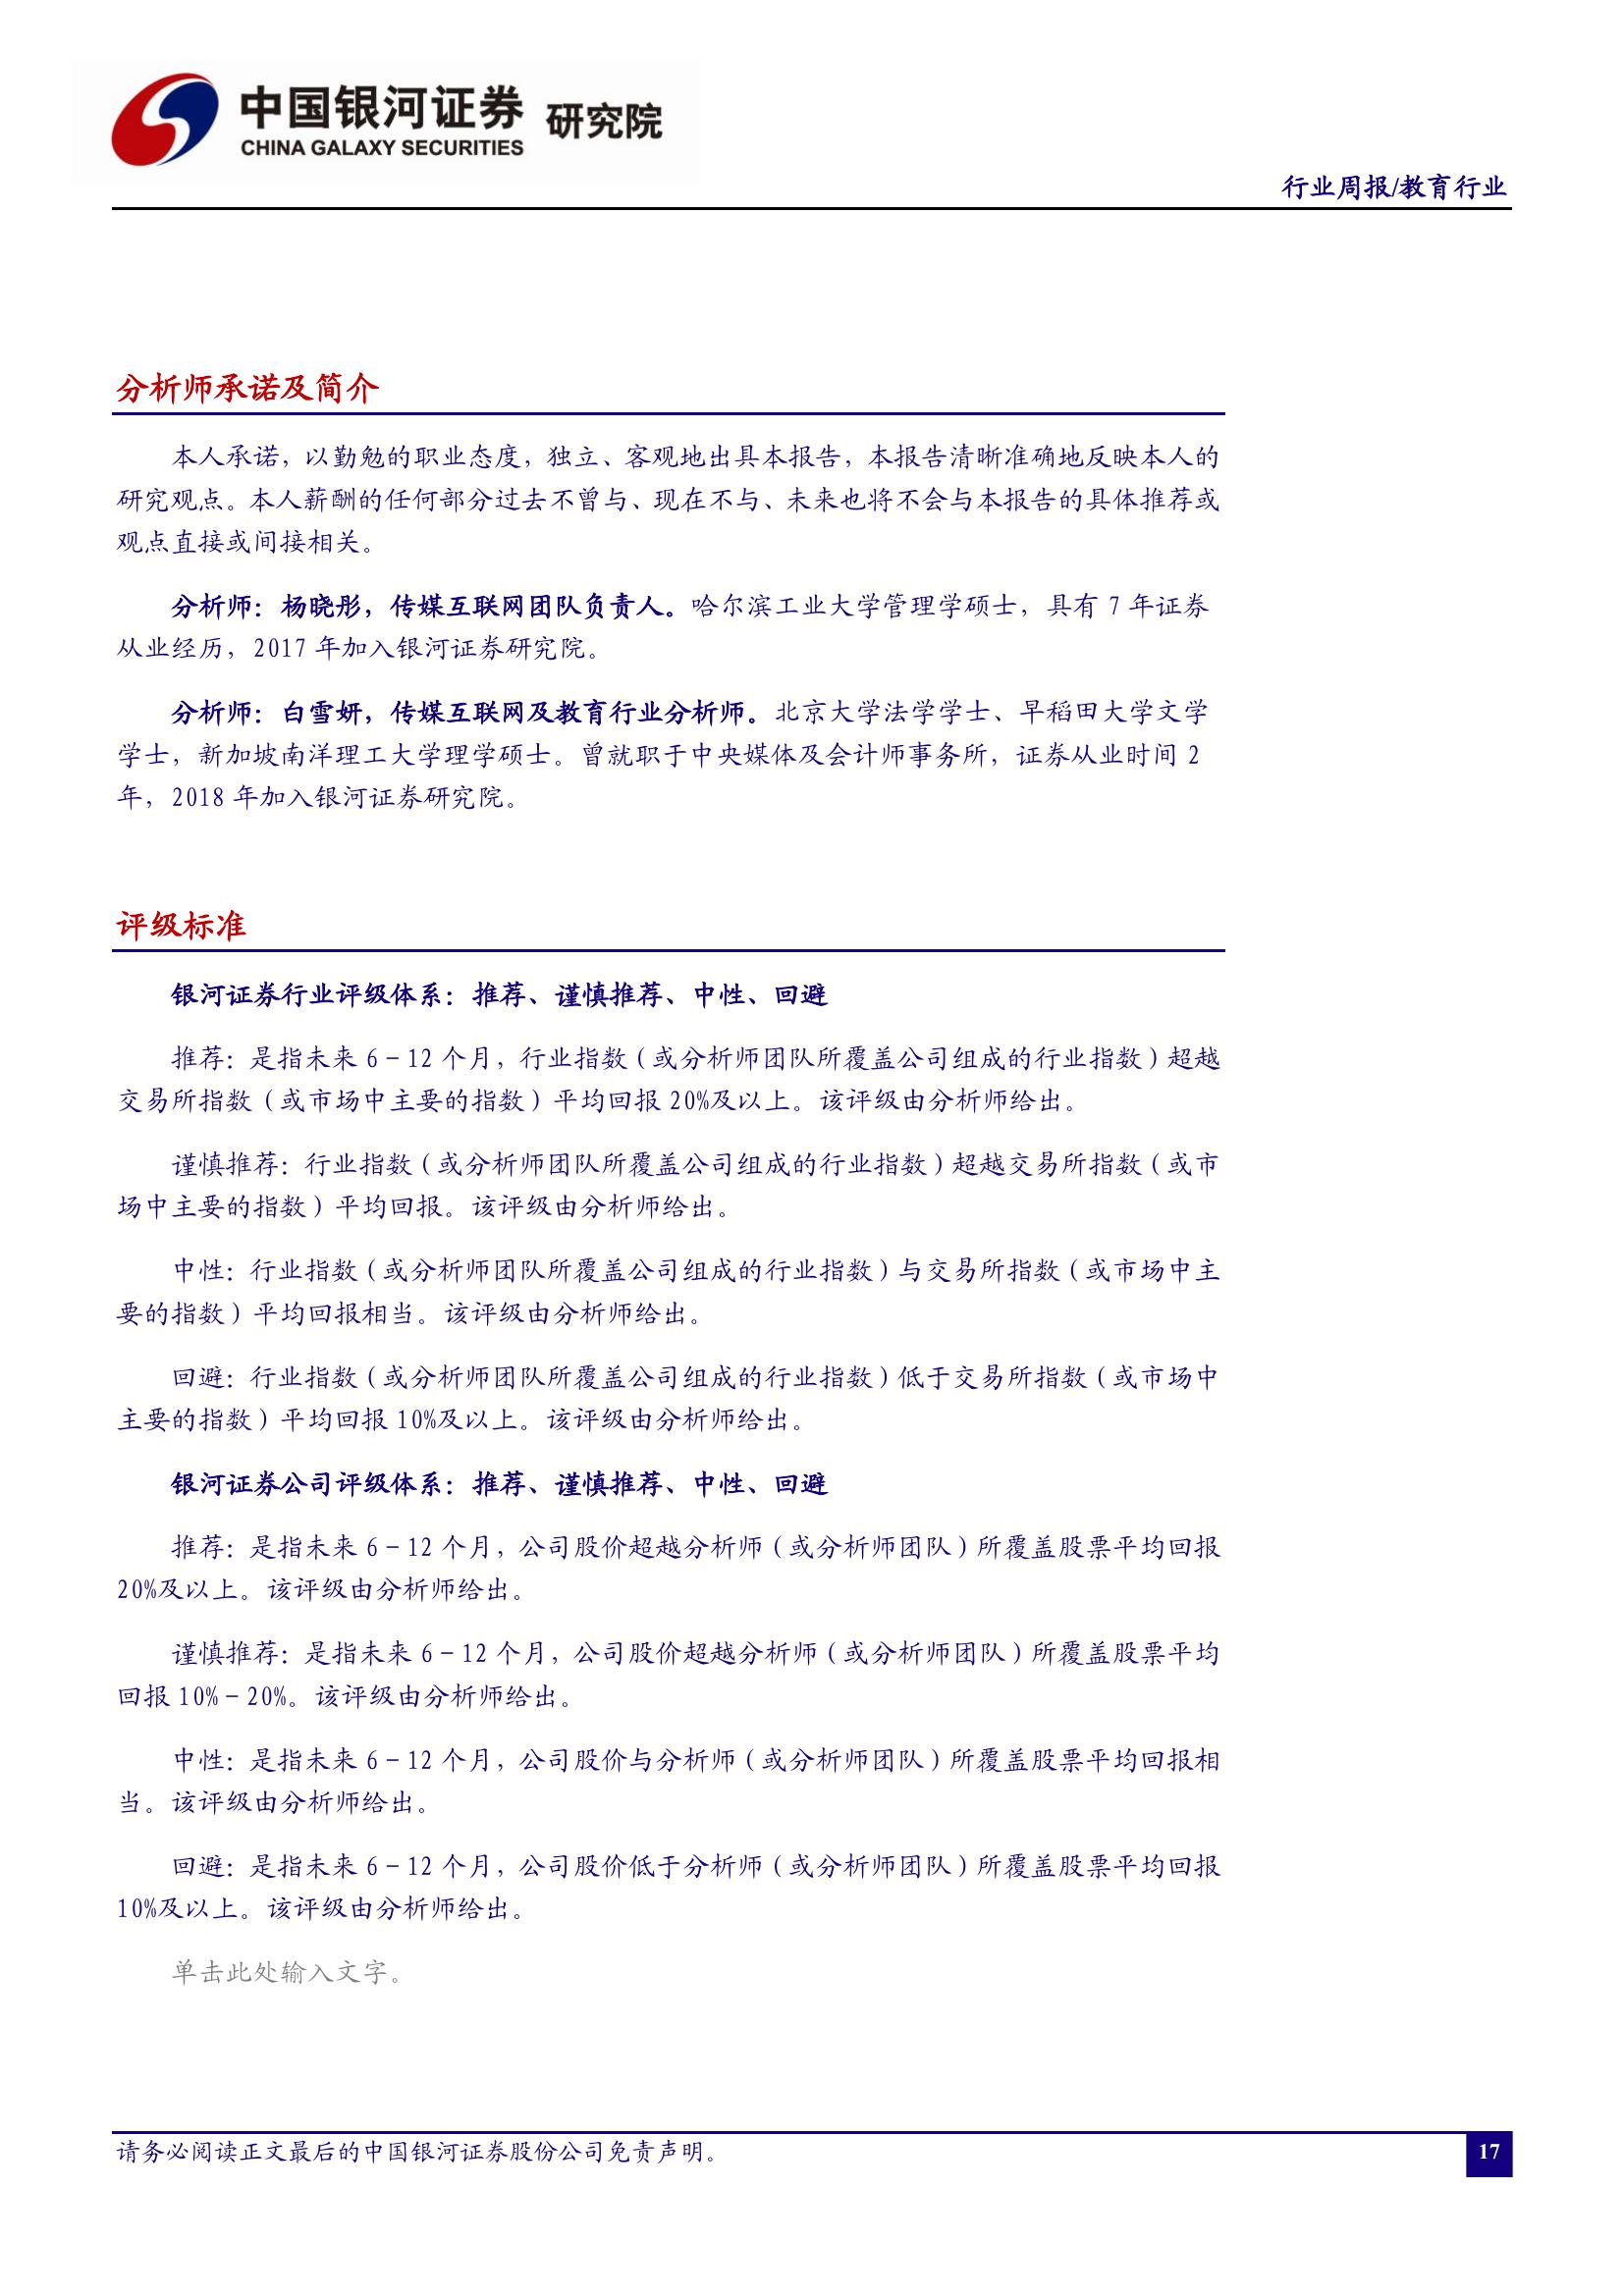 中国银河证券 研究院
CHINA GALAXY SECURITIES
行业周报/教育行业
分析师承诺及简介
本人承诺，以勤勉的职业态度，独立、客观地出具本报告，本报告清晰准确地反映本人的
研究观点。本人薪酬的任何部分过去不曾与、现在不与、未来也将不会与本报告的具体推荐或
观点直接或间接相关。
分析师：杨晓彤，传媒互联网团队负责人。哈尔滨工业大学管理学硕士，具有 7 年证券
从业经历，2017 年加入银河证券研究院。
分析师：白雪妍，传媒互联网及教育行业分析师。北京大学法学学士、早稻田大学文学
学士，新加坡南洋理工大学理学硕士。曾就职于中央媒体及会计师事务所，证券从业时间 2
年，2018 年加入银河证券研究院。
评级标准
银河证券行业评级体系：推荐、谨慎推荐、中性、回避
推荐：是指未来 6－12 个月，行业指数（或分析师团队所覆盖公司组成的行业指数）超越
交易所指数（或市场中主要的指数）平均回报 20%及以上。该评级由分析师给出。
谨慎推荐：行业指数（或分析师团队所覆盖公司组成的行业指数）超越交易所指数（或市
场中主要的指数）平均回报。该评级由分析师给出。
中性：行业指数（或分析师团队所覆盖公司组成的行业指数）与交易所指数（或市场中主
要的指数）平均回报相当。该评级由分析师给出。
回避：行业指数（或分析师团队所覆盖公司组成的行业指数）低于交易所指数（或市场中
主要的指数）平均回报 10%及以上。该评级由分析师给出。
银河证券公司评级体系：推荐、谨慎推荐、中性、回避
推荐：是指未来 6－12 个月，公司股价超越分析师（或分析师团队）所覆盖股票平均回报
20%及以上。该评级由分析师给出。
谨慎推荐：是指未来 6－12 个月，公司股价超越分析师（或分析师团队）所覆盖股票平均
回报 10%－20%。该评级由分析师给出。
中性：是指未来 6－12 个月，公司股价与分析师（或分析师团队）所覆盖股票平均回报相
当。该评级由分析师给出。
回避：是指未来 6－12 个月，公司股价低于分析师（或分析师团队）所覆盖股票平均回报
10%及以上。该评级由分析师给出。
单击此处输入文字。
请务必阅读正文最后的中国银河证券股份公司免责声明。
17